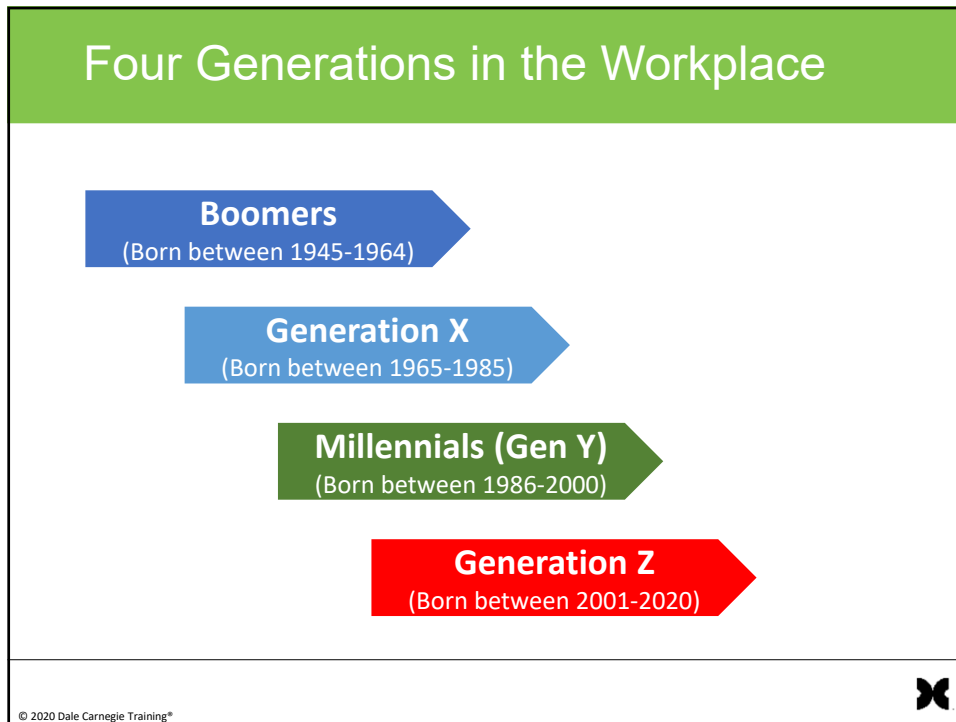 Four Generations in the Workplace
Boomers
(Born between 1945-1964)
Generation X
(Born between 1965-1985)
Millennials (Gen Y)
(Born between 1986-2000)
Generation Z
(Born between 2001-2020)
© 2020 Dale Carnegie Training®